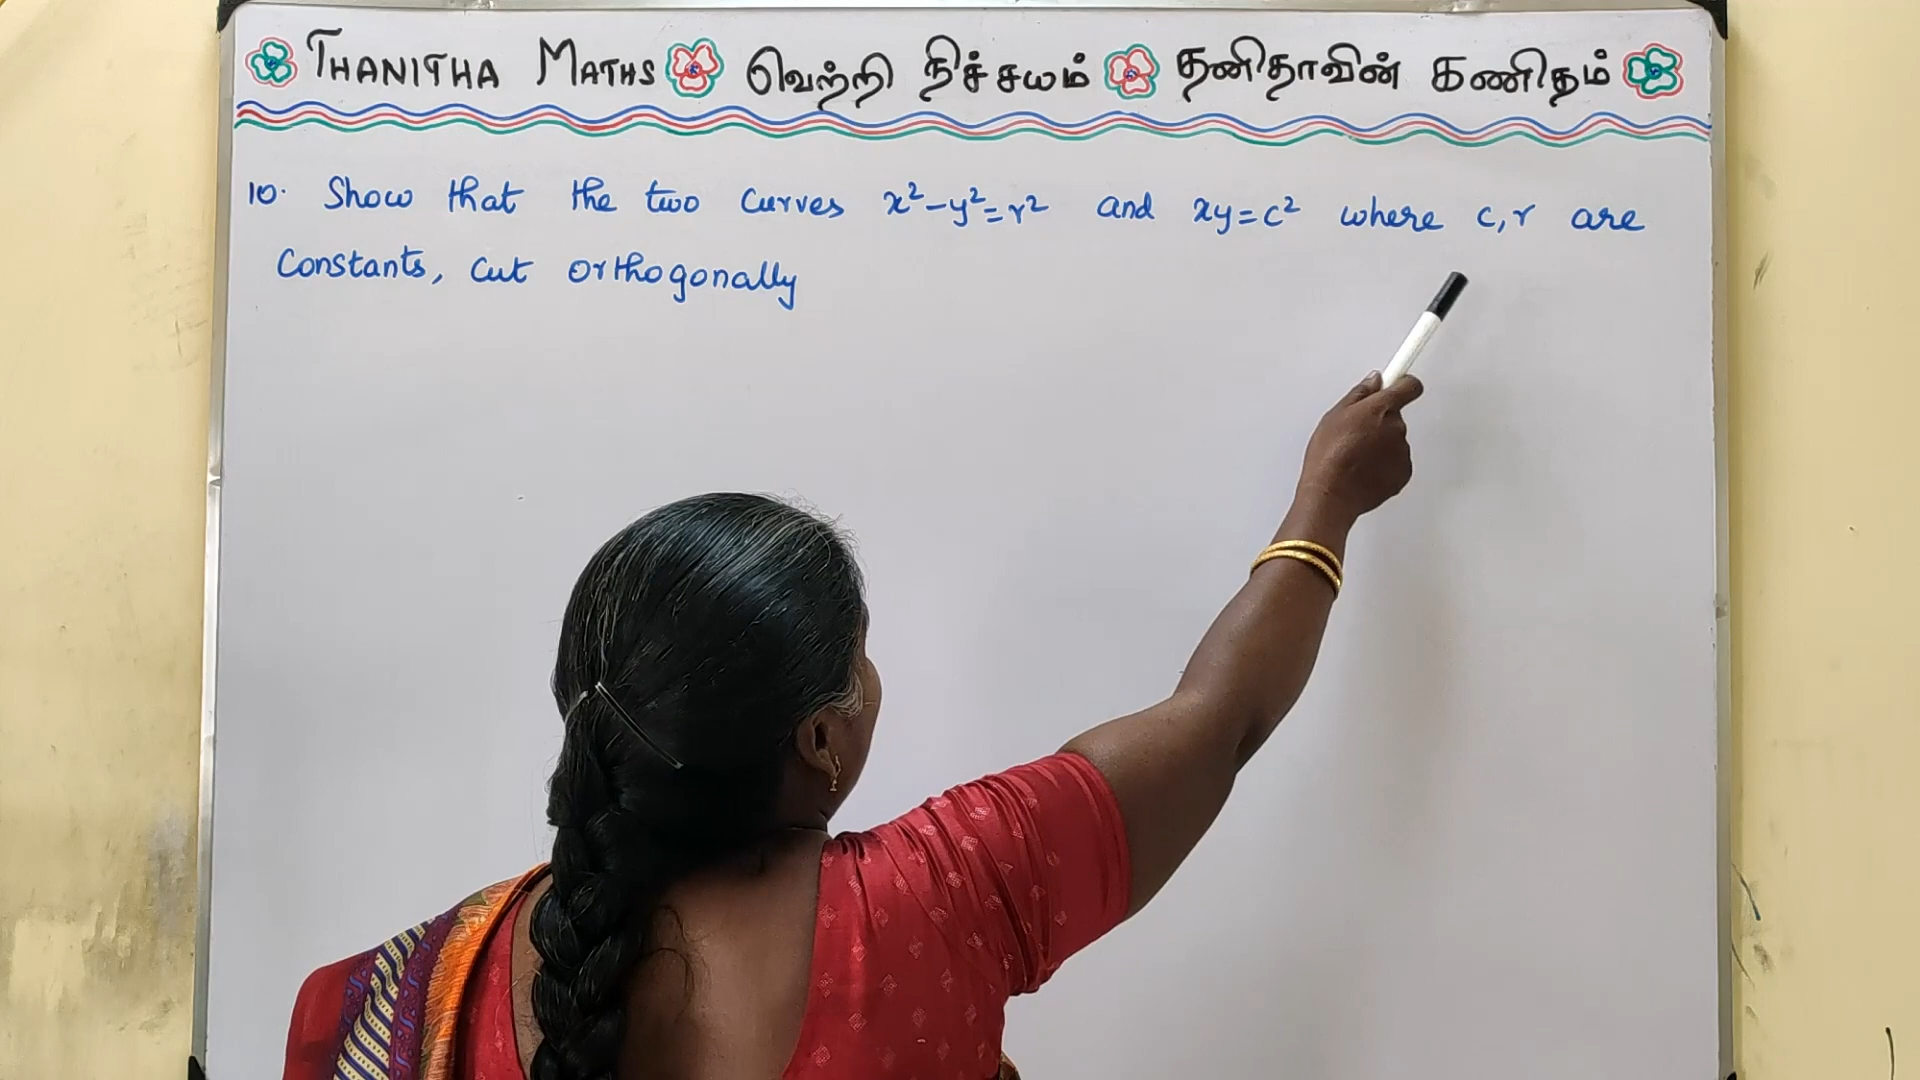 THANITHA MATHS வெற்றி நிச்சயம் தனிதாவின் கணிதம்
10. Show that the two curves x²-y²=r² and xy=c² where c,r are
Constants, cut orthogonally